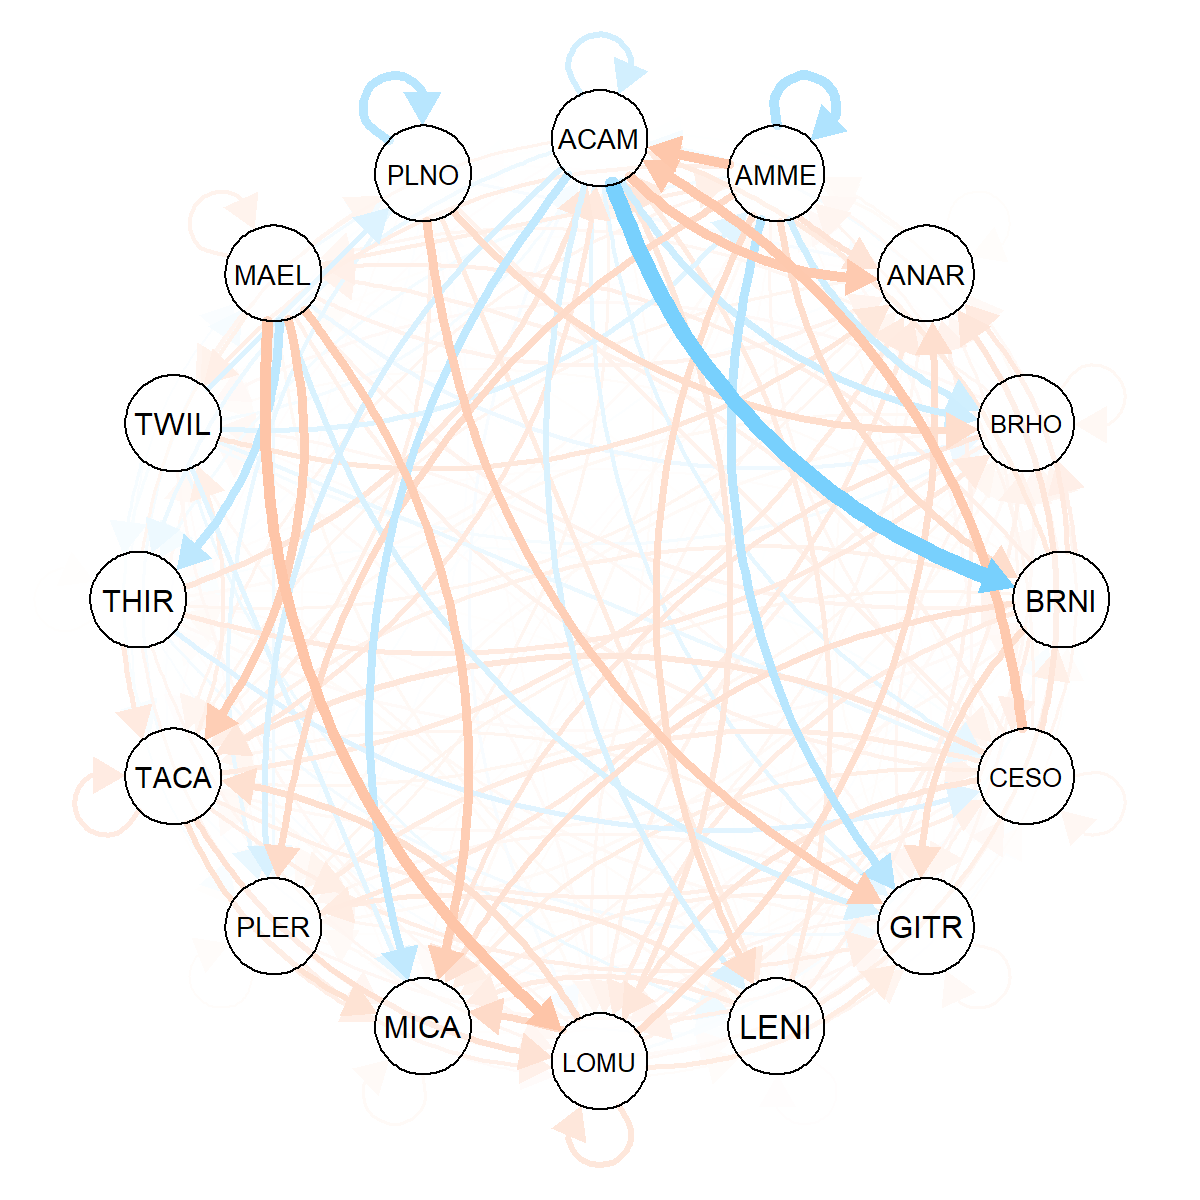 ACAM
PLNO
AMME
MAEL
ANAR
TWIL
BRHO
THIR
BRNI
TACA
CESO
PLER
GITR
MICA
LENI
LOMU